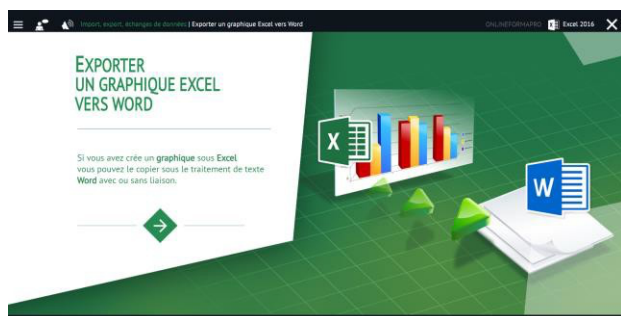 Import, export, échanges de données | Exporter un graphique Excel vers Word
ONLINEFORMAPRO
Excel 2016
EXPORTER
UN GRAPHIQUE EXCEL
VERS WORD
Si vous avez crée un graphique sous Excel
vous pouvez le copier sous le traitement de texte
Word avec ou sans liaison.
X
W